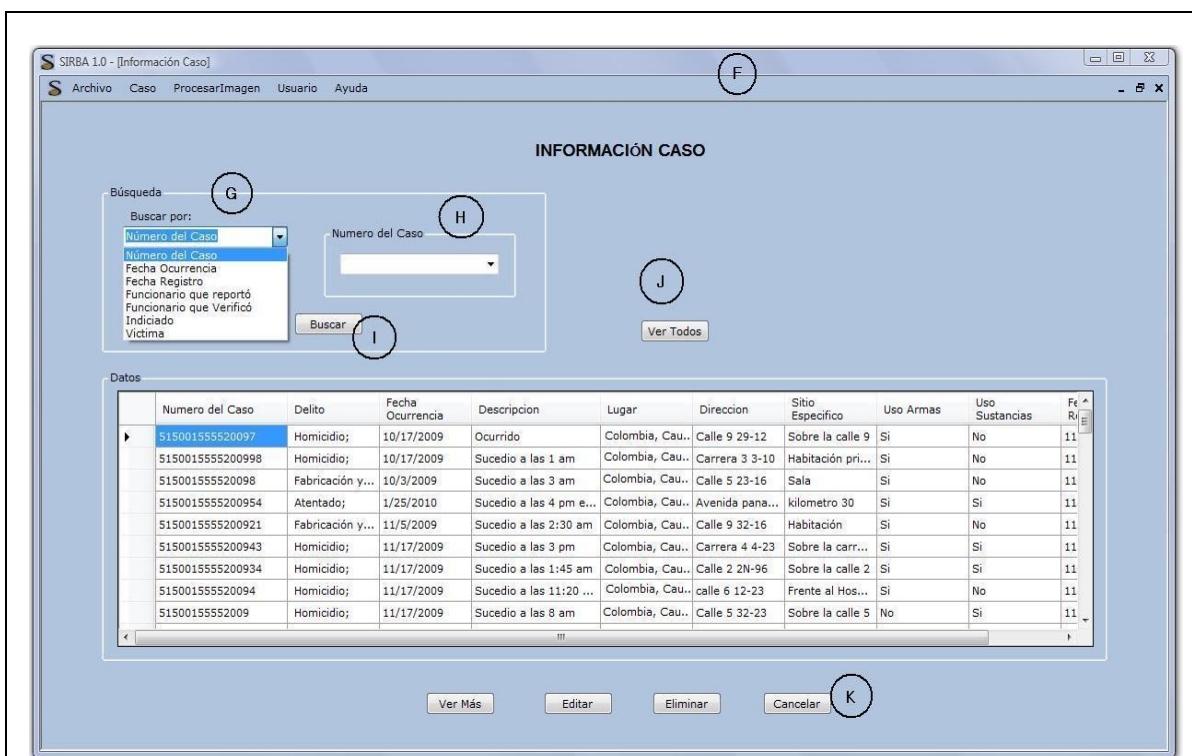 SIRBA 1.0 - [Información Caso]
F
Archivo Caso ProcesarImagen Usuario Ayuda
INFORMACIÓN CASO
Búsqueda
G
Buscar por:
Número del Caso
Número del Caso
Fecha Ocurrencia
Fecha Registro
Funcionario que reportó
Funcionario que Verificó
Indiciado
Victima
H
Numero del Caso
Buscar
I
J
Ver Todos
Datos
Numero del Caso Delito Fecha Ocurrencia Descripcion Lugar Direccion Sitio Especifico Uso Armas Uso Sustancias
515001555520097 Homicidio; 10/17/2009 Ocurrido Colombia, Cau... Calle 9 29-12 Sobre la calle 9 Si No 11
5150015555200998 Homicidio; 10/17/2009 Sucedio a las 1 am Colombia, Cau... Carrera 3 3-10 Habitación pri... Si No 11
515001555520098 Fabricación y... 10/3/2009 Sucedio a las 3 am Colombia, Cau... Calle 5 23-16 Sala Si No 11
5150015555200954 Atentado; 1/25/2010 Sucedio a las 4 pm e... Colombia, Cau... Avenida pana... kilometro 30 Si Si 11
5150015555200921 Fabricación y... 11/5/2009 Sucedio a las 2:30 am Colombia, Cau... Calle 9 32-16 Habitación Si No 11
5150015555200943 Homicidio; 11/17/2009 Sucedio a las 3 pm Colombia, Cau... Carrera 4 4-23 Sobre la carr... Si Si 11
5150015555200934 Homicidio; 11/17/2009 Sucedio a las 1:45 am Colombia, Cau... Calle 2 2N-96 Sobre la calle 2 Si Si 11
515001555520094 Homicidio; 11/17/2009 Sucedio a las 11:20 ... Colombia, Cau... calle 6 12-23 Frente al Hos... Si No 11
51500155552009 Homicidio; 11/17/2009 Sucedio a las 8 am Colombia, Cau... Calle 5 32-23 Sobre la calle 5 No Si 11
Ver Más Editar Eliminar Cancelar K